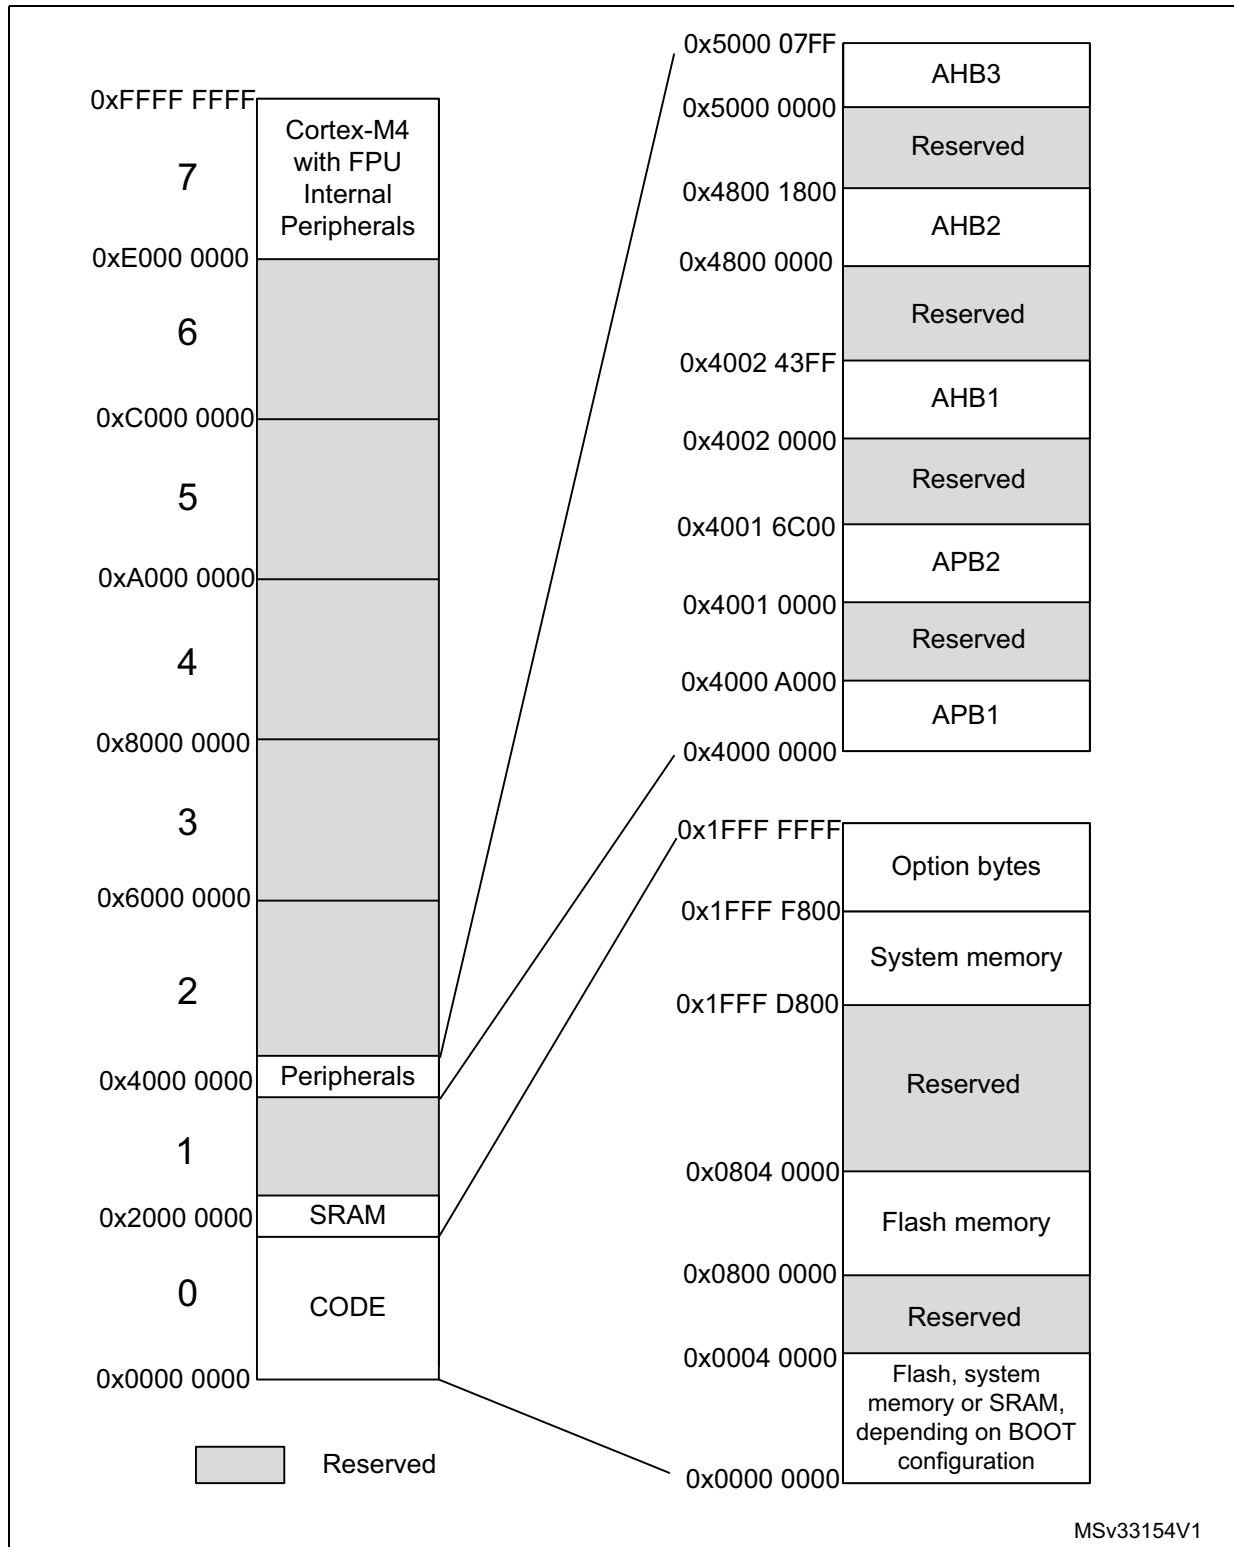 0xFFFF FFFF
Cortex-M4
with FPU
Internal
Peripherals
7
0xE000 0000
6
0xC000 0000
5
0xA000 0000
4
0x8000 0000
3
0x6000 0000
2
0x4000 0000
Peripherals
1
0x2000 0000
SRAM
0
CODE
0x0000 0000
Reserved
0x5000 07FF
AHB3
0x5000 0000
Reserved
0x4800 1800
AHB2
0x4800 0000
Reserved
0x4002 43FF
AHB1
0x4002 0000
Reserved
0x4001 6C00
APB2
0x4001 0000
Reserved
0x4000 A000
APB1
0x4000 0000
0x1FFF FFFF
Option bytes
0x1FFF F800
System memory
0x1FFF D800
Reserved
0x0804 0000
Flash memory
0x0800 0000
Reserved
0x0004 0000
Flash, system
memory or SRAM,
depending on BOOT
configuration
0x0000 0000
MSv33154V1